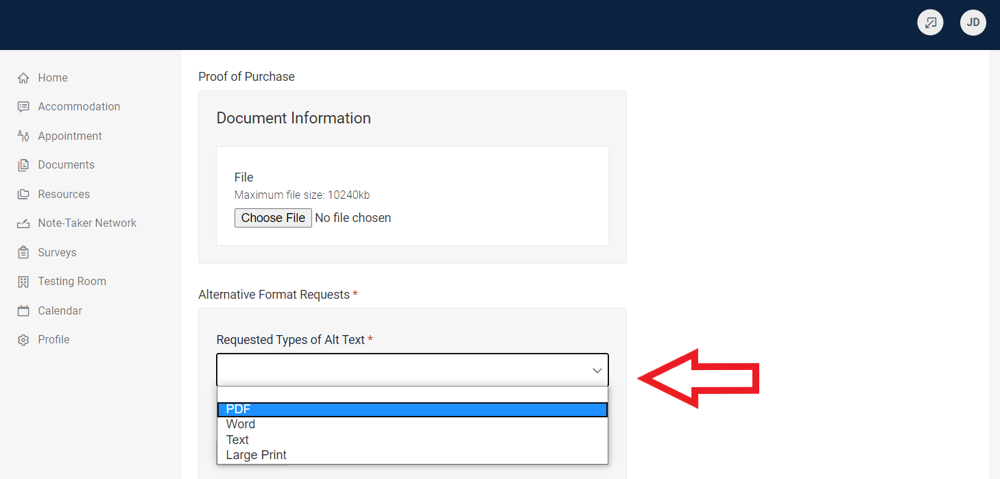 JD
Home
Accommodation
Appointment
Documents
Resources
Note-Taker Network
Surveys
Testing Room
Calendar
Profile
Proof of Purchase
Document Information
File
Maximum file size: 10240kb
Choose File No file chosen
Alternative Format Requests *
Requested Types of Alt Text *
PDF
Word
Text
Large Print